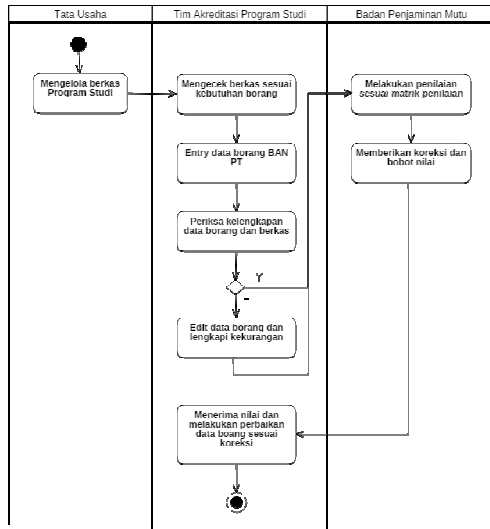 Tata Usaha
Tim Akreditasi Program Studi
Badan Penjaminan Mutu
Mengelola berkas
Program Studi
Mengecek berkas sesuai
kebutuhan borang
Melakukan penilaian
sesuai matrik penilaian
Entry data borang BAN
PT
Memberikan koreksi dan
bobot nilai
Periksa kelengkapan
data borang dan berkas
Y
Edit data borang dan
lengkapi kekurangan
Menerima nilai dan
melakukan perbaikan
data boang sesuai
koreksi